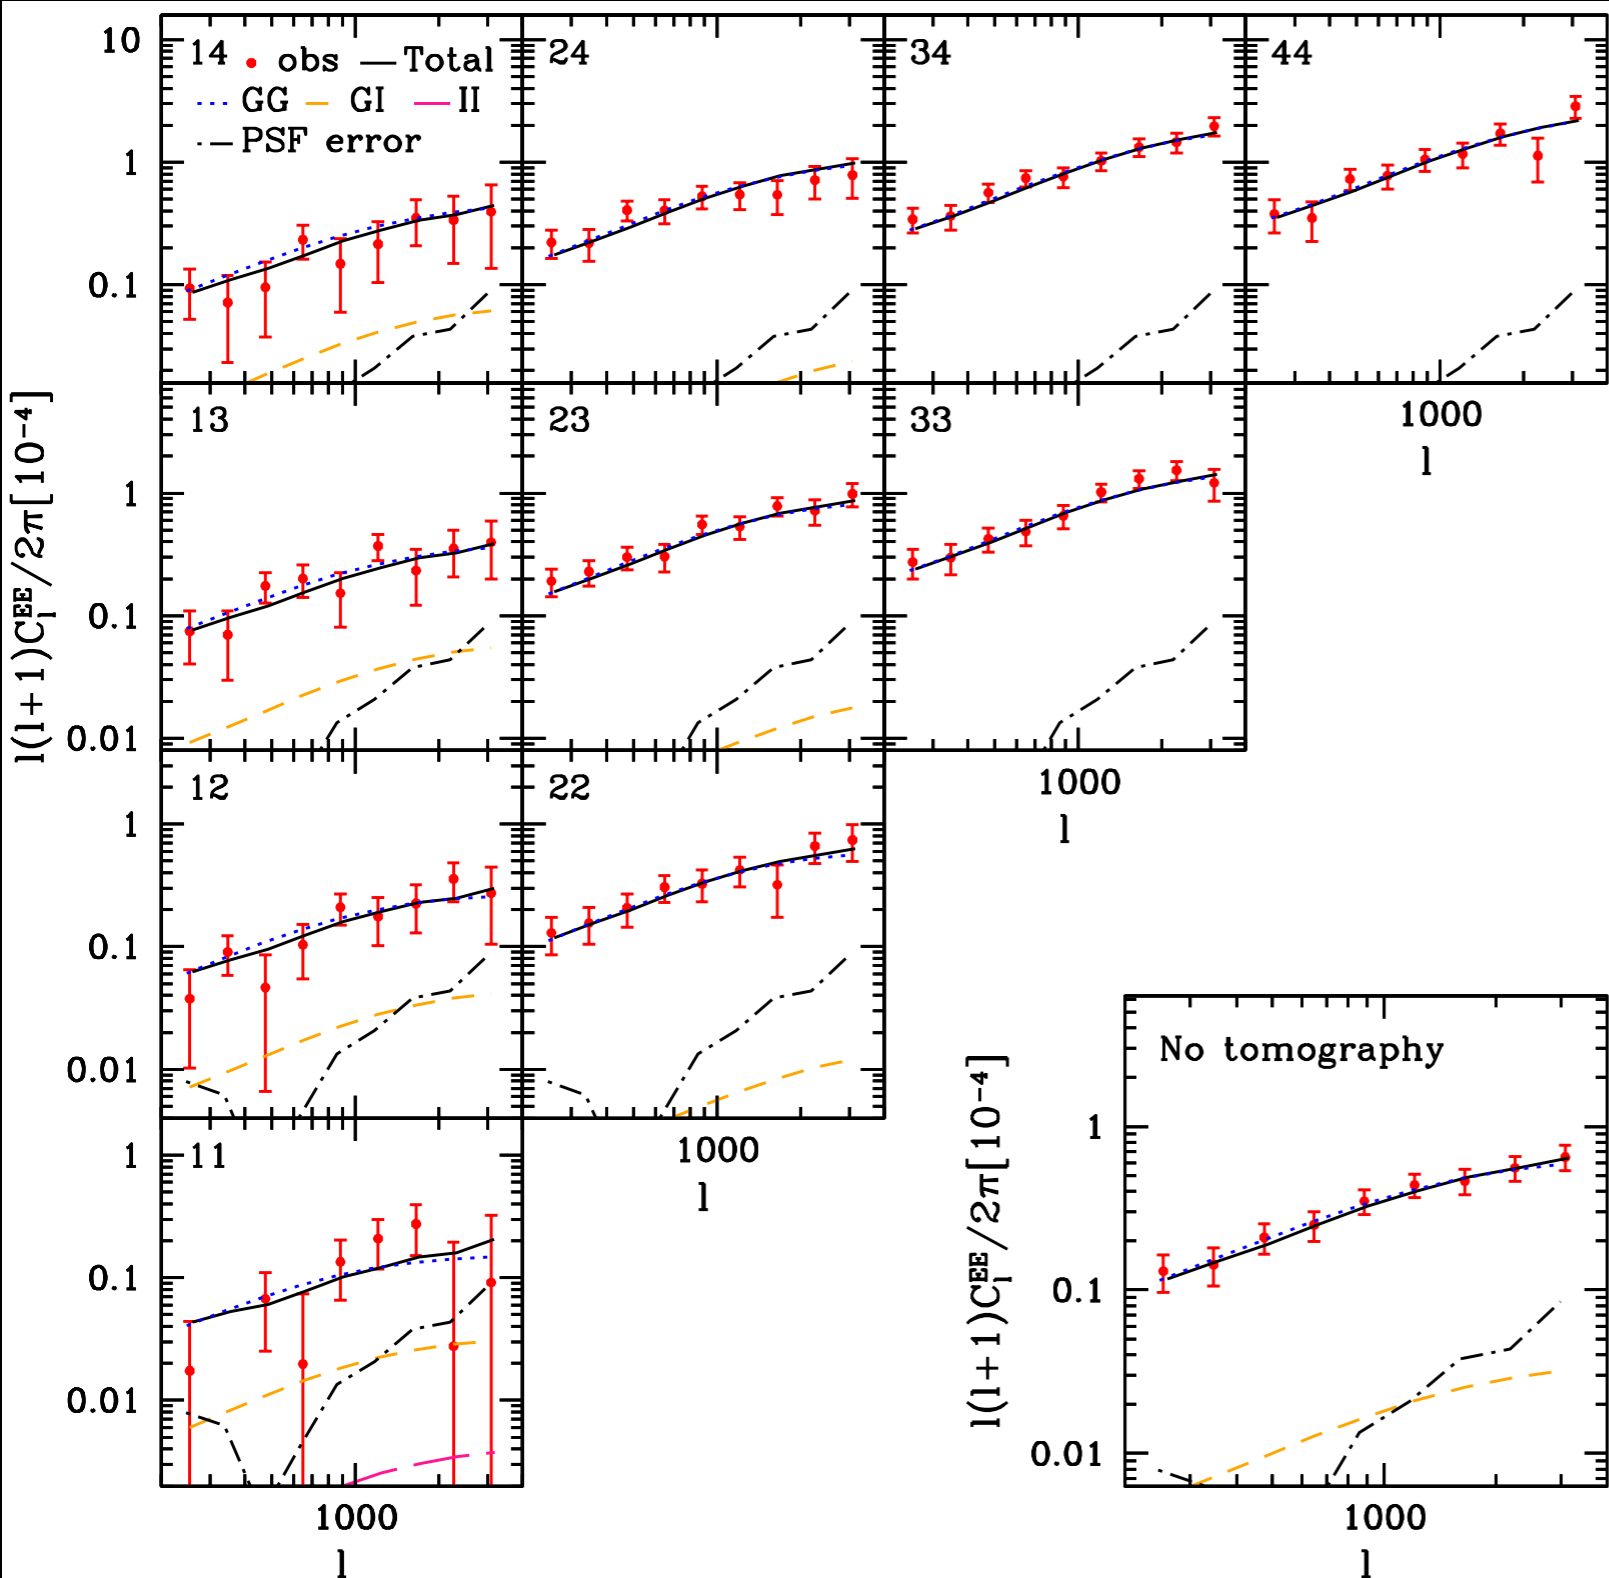 14 obs Total
GG GI II
PSF error
24
34
44
10
1
0.1
13
23
33
1000
l
1
0.1
0.01
l(l+1)C_l^EE/2π[10^-4]
12
22
1000
l
1
0.1
0.01
11
1000
l
1
0.1
0.01
1000
l
No tomography
l(l+1)C_l^EE/2π[10^-4]
1
0.1
0.01
1000
l